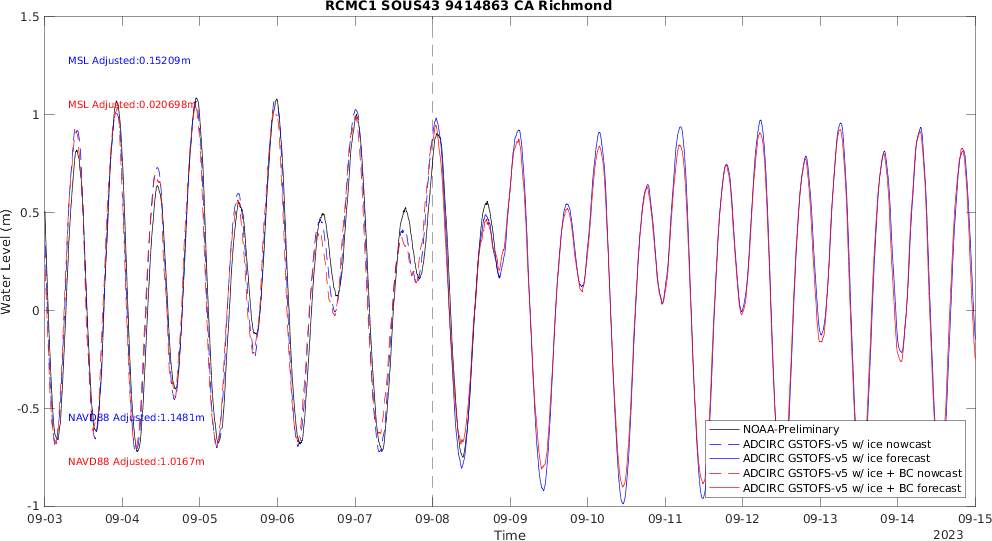 RCMC1 SOUS43 9414863 CA Richmond
1.5
1
0.5
0
-0.5
-1
Water Level (m)
MSL Adjusted:0.15209m
MSL Adjusted:0.020698m
NAVD88 Adjusted:1.1481m
NAVD88 Adjusted:1.0167m
NOAA-Preliminary
ADCIRC GSTOFS-v5 w/ ice nowcast
ADCIRC GSTOFS-v5 w/ ice forecast
ADCIRC GSTOFS-v5 w/ ice + BC nowcast
ADCIRC GSTOFS-v5 w/ ice + BC forecast
09-03 09-04 09-05 09-06 09-07 09-08 09-09 09-10 09-11 09-12 09-13 09-14 09-15
Time
2023